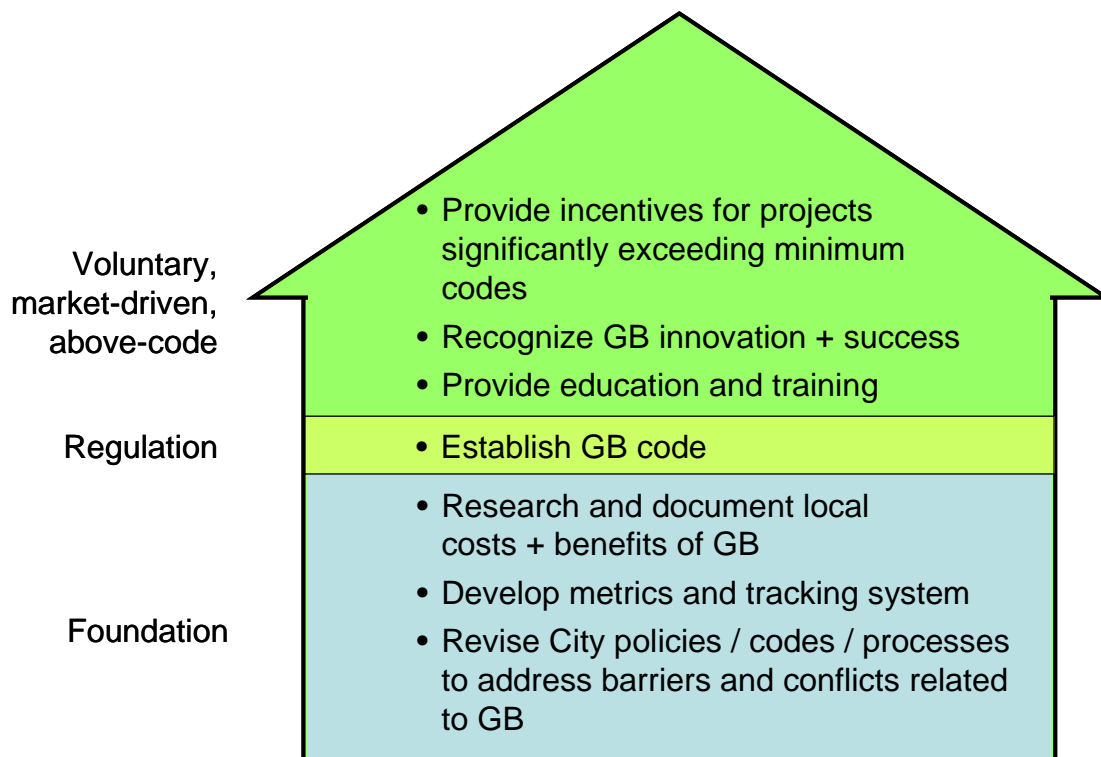 Voluntary,
market-driven,
above-code
• Provide incentives for projects
significantly exceeding minimum
codes
• Recognize GB innovation + success
• Provide education and training
Regulation
• Establish GB code
Foundation
• Research and document local
costs + benefits of GB
• Develop metrics and tracking system
• Revise City policies / codes / processes
to address barriers and conflicts related
to GB